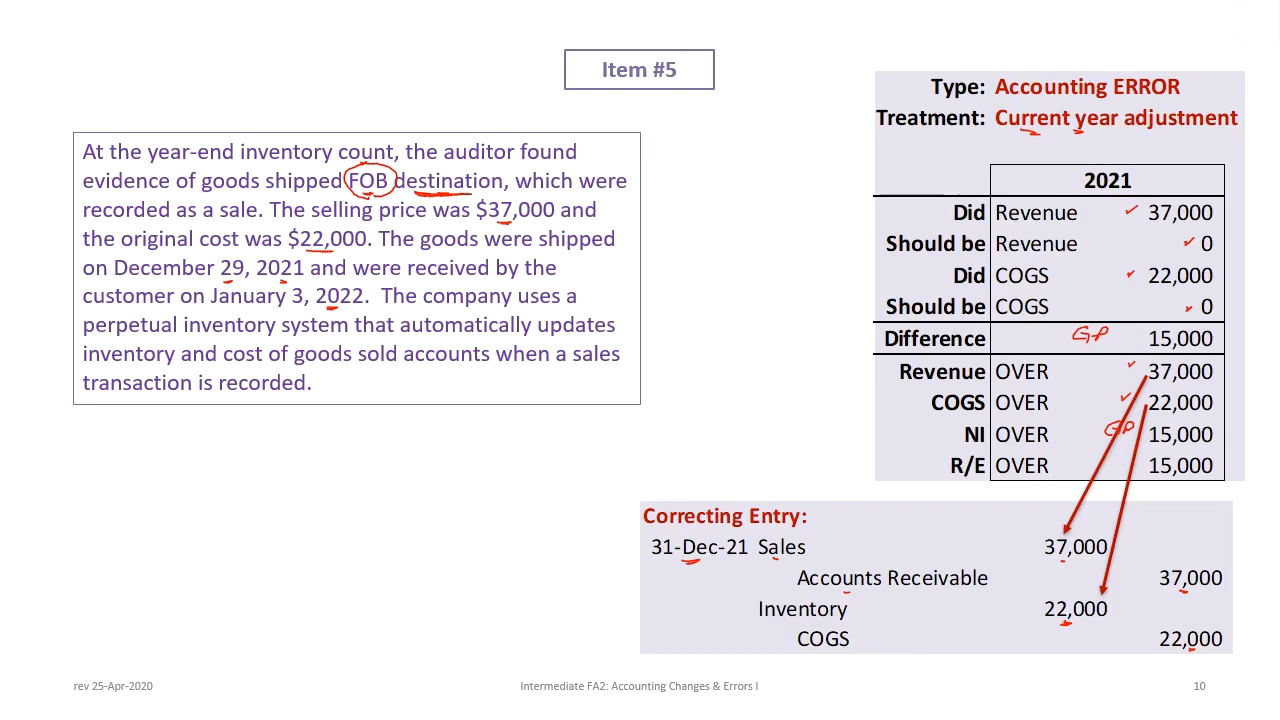 Item #5
Type: Accounting ERROR
Treatment: Current year adjustment
At the year-end inventory count, the auditor found
evidence of goods shipped FOB destination, which were
recorded as a sale. The selling price was $37,000 and
the original cost was $22,000. The goods were shipped
on December 29, 2021 and were received by the
customer on January 3, 2022. The company uses a
perpetual inventory system that automatically updates
inventory and cost of goods sold accounts when a sales
transaction is recorded.
2021
Did Revenue 37,000
Should be Revenue 0
Did COGS 22,000
Should be COGS 0
Difference GP 15,000
Revenue OVER 37,000
COGS OVER 22,000
NI OVER GP 15,000
R/E OVER 15,000
Correcting Entry:
31-Dec-21 Sales 37,000
Accounts Receivable 37,000
Inventory 22,000
COGS 22,000
rev 25-Apr-2020 Intermediate FA2: Accounting Changes & Errors I 10